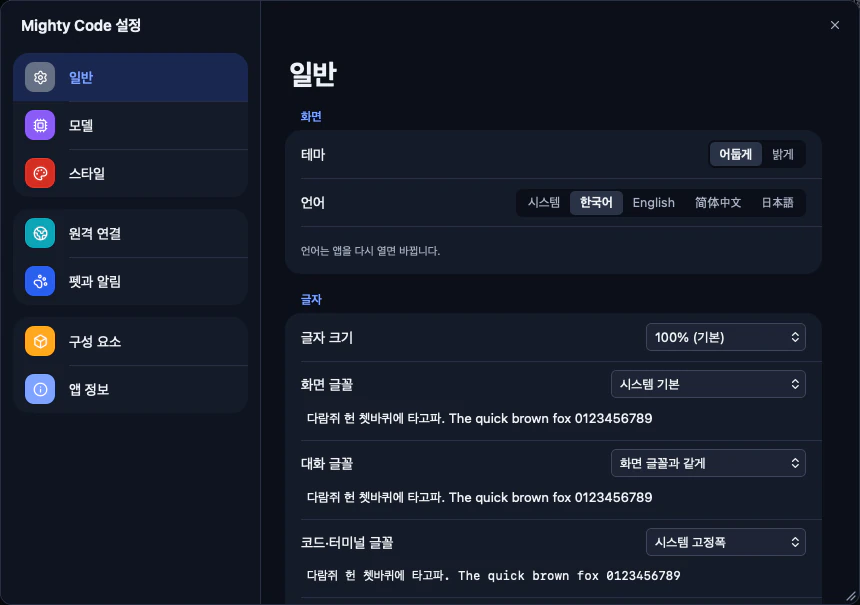 Mighty Code 설정
일반
모델
스타일
원격 연결
펫과 알림
구성 요소
앱 정보
일반
화면
테마
어둡게 밝게
언어
시스템 한국어 English 简体中文 日本語
언어는 앱을 다시 열면 바뀝니다.
글자
글자 크기
100% (기본)
화면 글꼴
시스템 기본
다람쥐 헌 쳇바퀴에 타고파. The quick brown fox 0123456789
대화 글꼴
화면 글꼴과 같게
다람쥐 헌 쳇바퀴에 타고파. The quick brown fox 0123456789
코드·터미널 글꼴
시스템 고정폭
다람쥐 헌 쳇바퀴에 타고파. The quick brown fox 0123456789